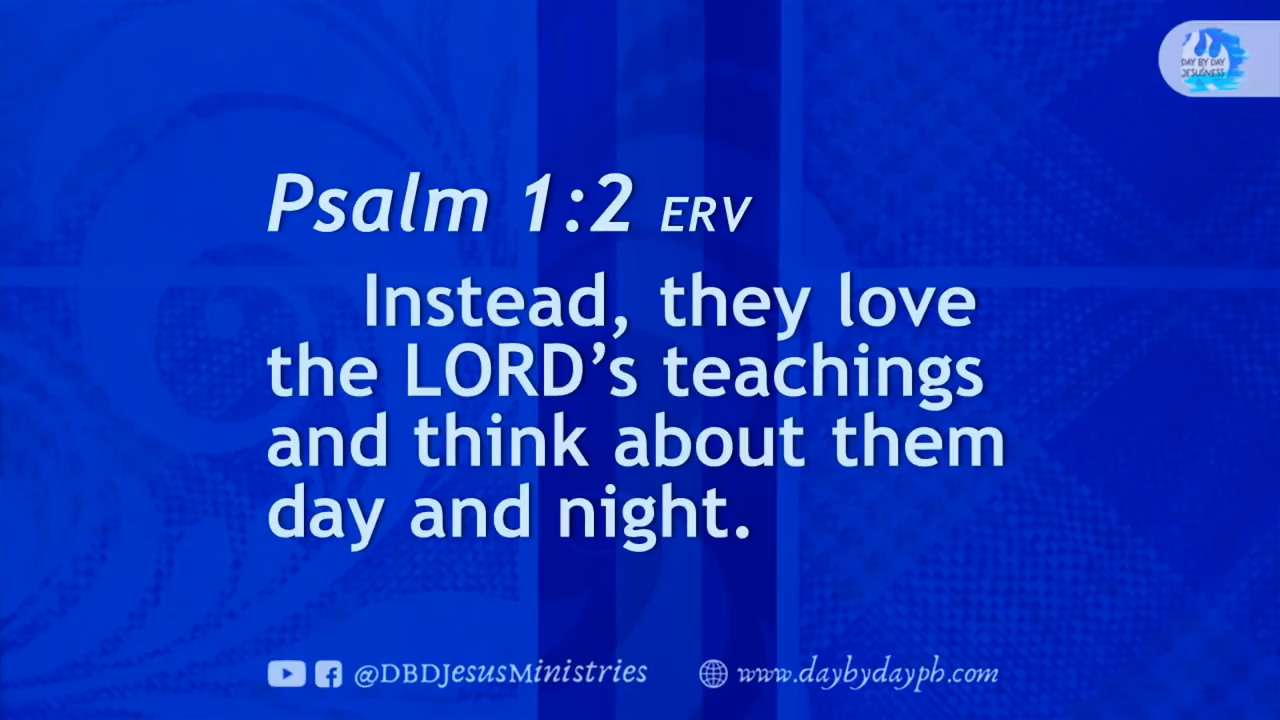 DAY BY DAY
JESUSNESS
Psalm 1:2 ERV
Instead, they love
the LORD’s teachings
and think about them
day and night.
@DBDJesusMinistries www.daybydayph.com